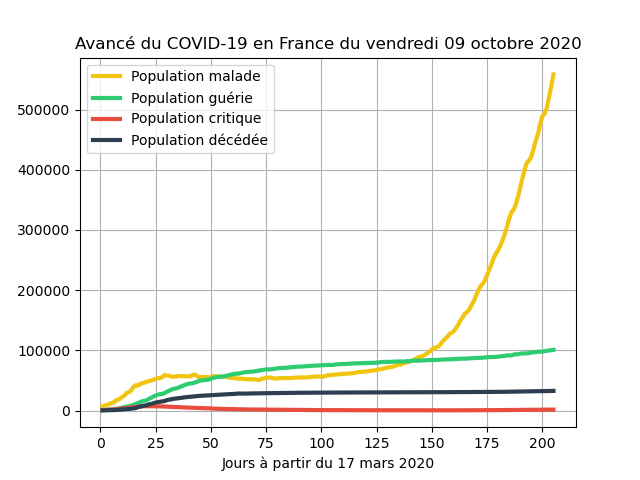 Avancé du COVID-19 en France du vendredi 09 octobre 2020
Population malade
Population guérie
Population critique
Population décédée
500000
400000
300000
200000
100000
0
0 25 50 75 100 125 150 175 200
Jours à partir du 17 mars 2020